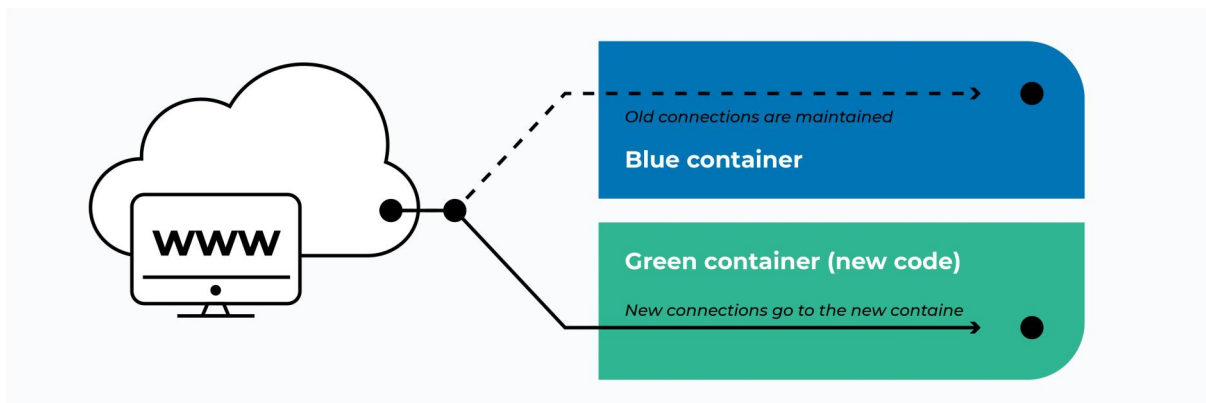 WWW
Old connections are maintained
Blue container
Green container (new code)
New connections go to the new containe